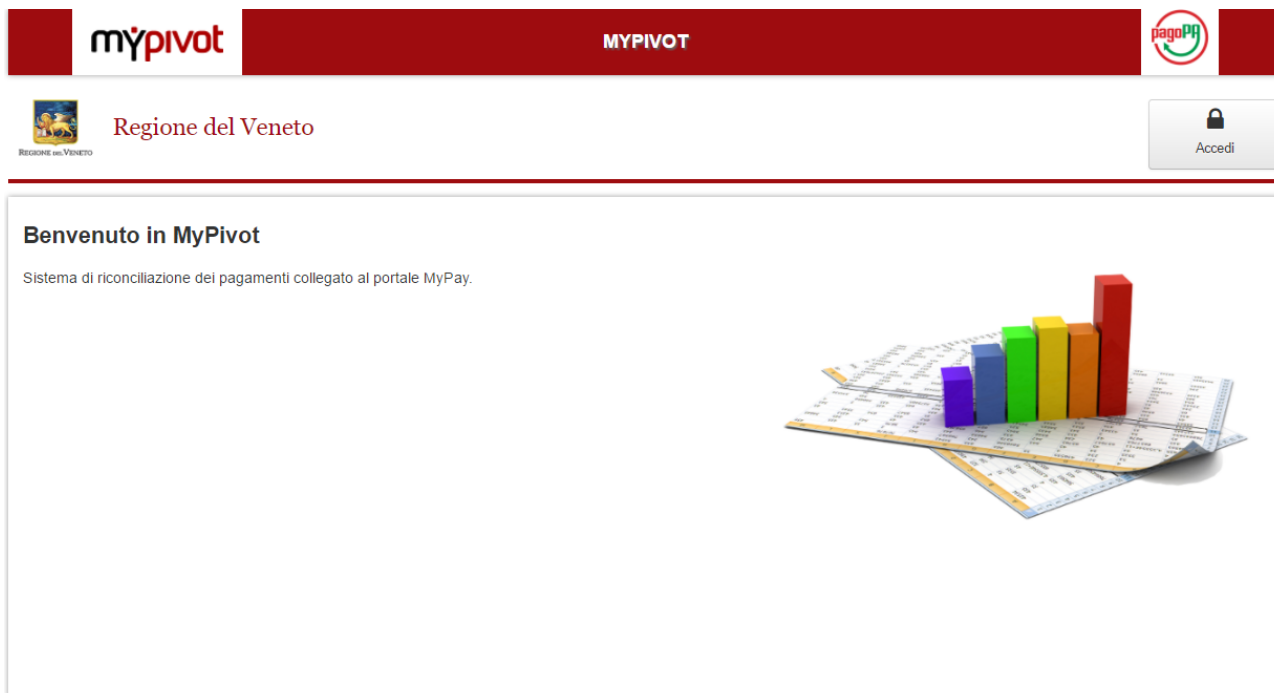 mypivot
MYPIVOT
pagoPA
Regione del Veneto
REGIONE DEL VENETO
Accedi
Benvenuto in MyPivot
Sistema di riconciliazione dei pagamenti collegato al portale MyPay.